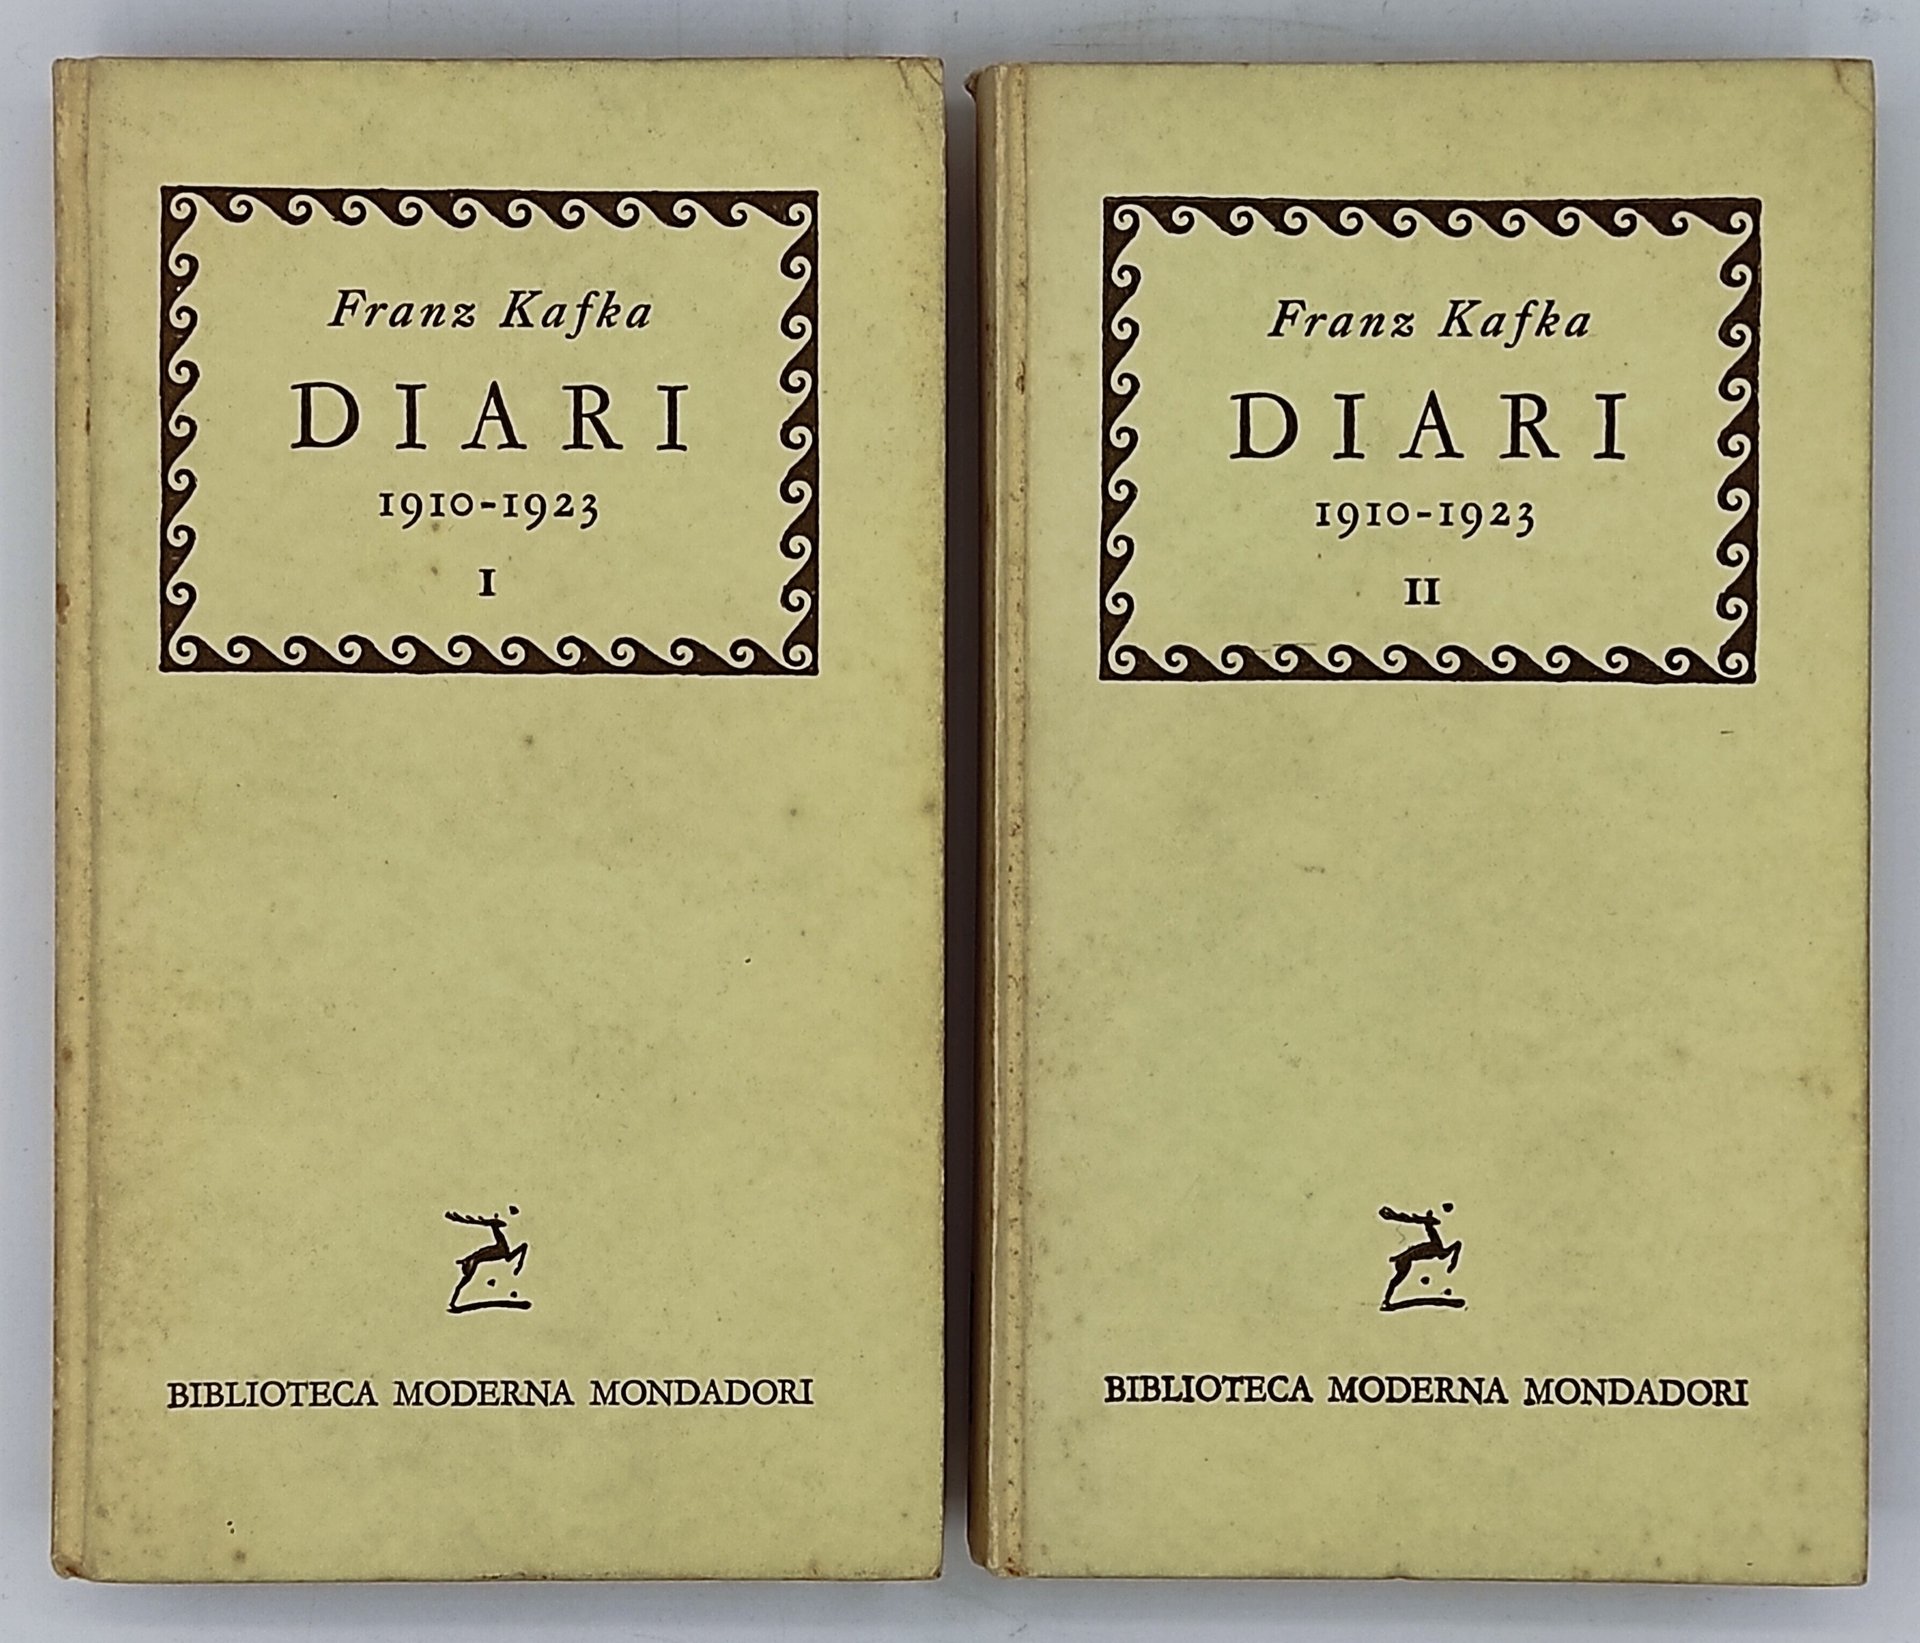 Franz Kafka
DIARI
1910-1923
I
BIBLIOTECA MODERNA MONDADORI
Franz Kafka
DIARI
1910-1923
II
BIBLIOTECA MODERNA MONDADORI